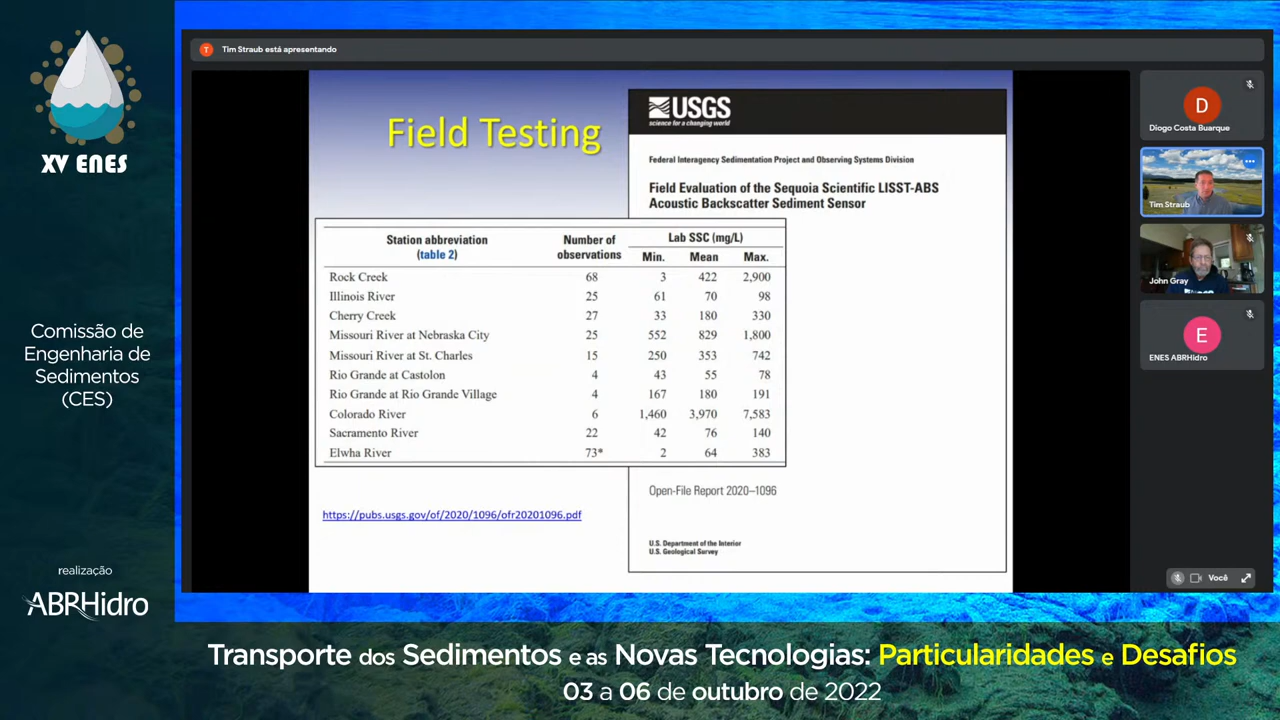 XV ENES
Comissão de
Engenharia de
Sedimentos
(CES)
realização
ABRHidro
T
Tim Straub está apresentando
Field Testing
USGS
science for a changing world
Federal Interagency Sedimentation Project and Observing Systems Division
Field Evaluation of the Sequoia Scientific LISST-ABS
Acoustic Backscatter Sediment Sensor
Station abbreviation Number of Lab SSC (mg/L)
(table 2) observations Min. Mean Max.
Rock Creek 68 3 422 2,900
Illinois River 25 61 70 98
Cherry Creek 27 33 180 330
Missouri River at Nebraska City 25 552 829 1,800
Missouri River at St. Charles 15 250 353 742
Rio Grande at Castolon 4 43 55 78
Rio Grande at Rio Grande Village 4 167 180 191
Colorado River 6 1,460 3,970 7,583
Sacramento River 22 42 76 140
Elwha River 73* 2 64 383
Open-File Report 2020–1096
https://pubs.usgs.gov/of/2020/1096/ofr20201096.pdf
U.S. Department of the Interior
U.S. Geological Survey
D
Diogo Costa Buarque
Tim Straub
John Gray
E
ENES ABRHidro
Você
Transporte dos Sedimentos e as Novas Tecnologias: Particularidades e Desafios
03 a 06 de outubro de 2022